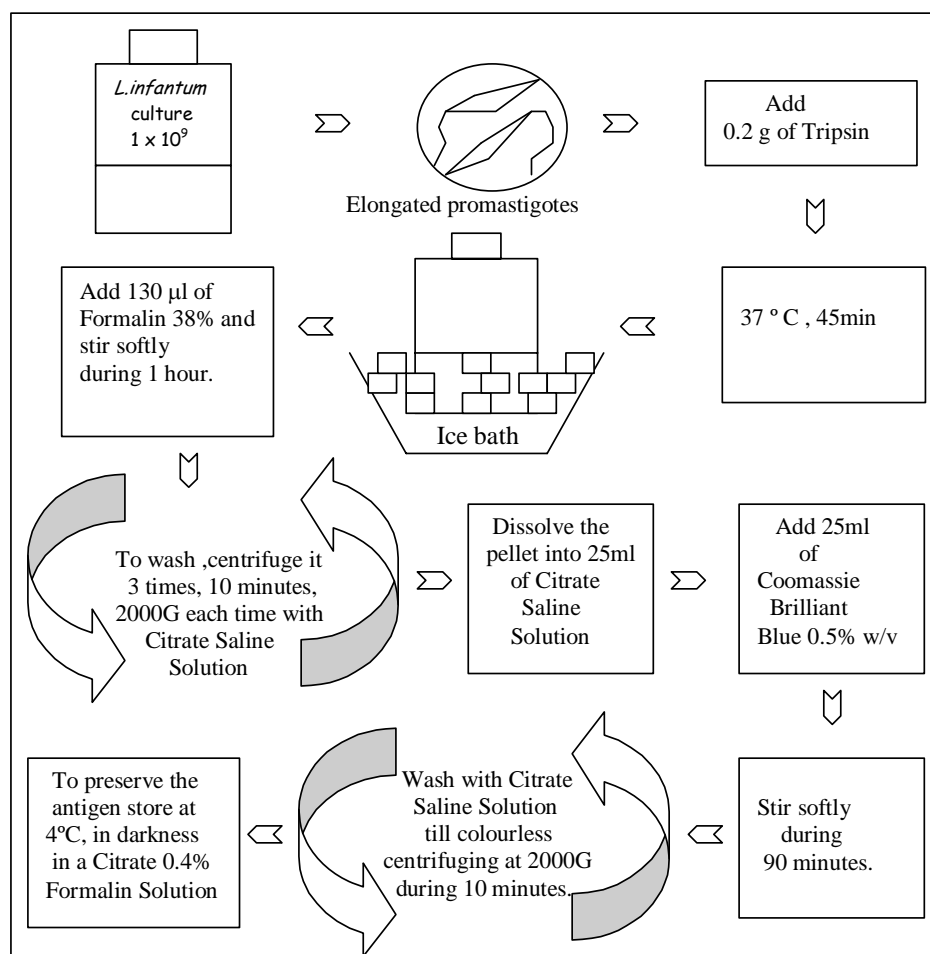 L.infantum
culture
1 x 10⁹
Elongated promastigotes
Add
0.2 g of Tripsin
37 º C , 45min
Ice bath
Add 130 µl of
Formalin 38% and
stir softly
during 1 hour.
To wash ,centrifuge it
3 times, 10 minutes,
2000G each time with
Citrate Saline
Solution
Dissolve the
pellet into 25ml
of Citrate
Saline
Solution
Add 25ml
of
Coomassie
Brilliant
Blue 0.5% w/v
Stir softly
during
90 minutes.
Wash with Citrate
Saline Solution
till colourless
centrifuging at 2000G
during 10 minutes.
To preserve the
antigen store at
4ºC, in darkness
in a Citrate 0.4%
Formalin Solution